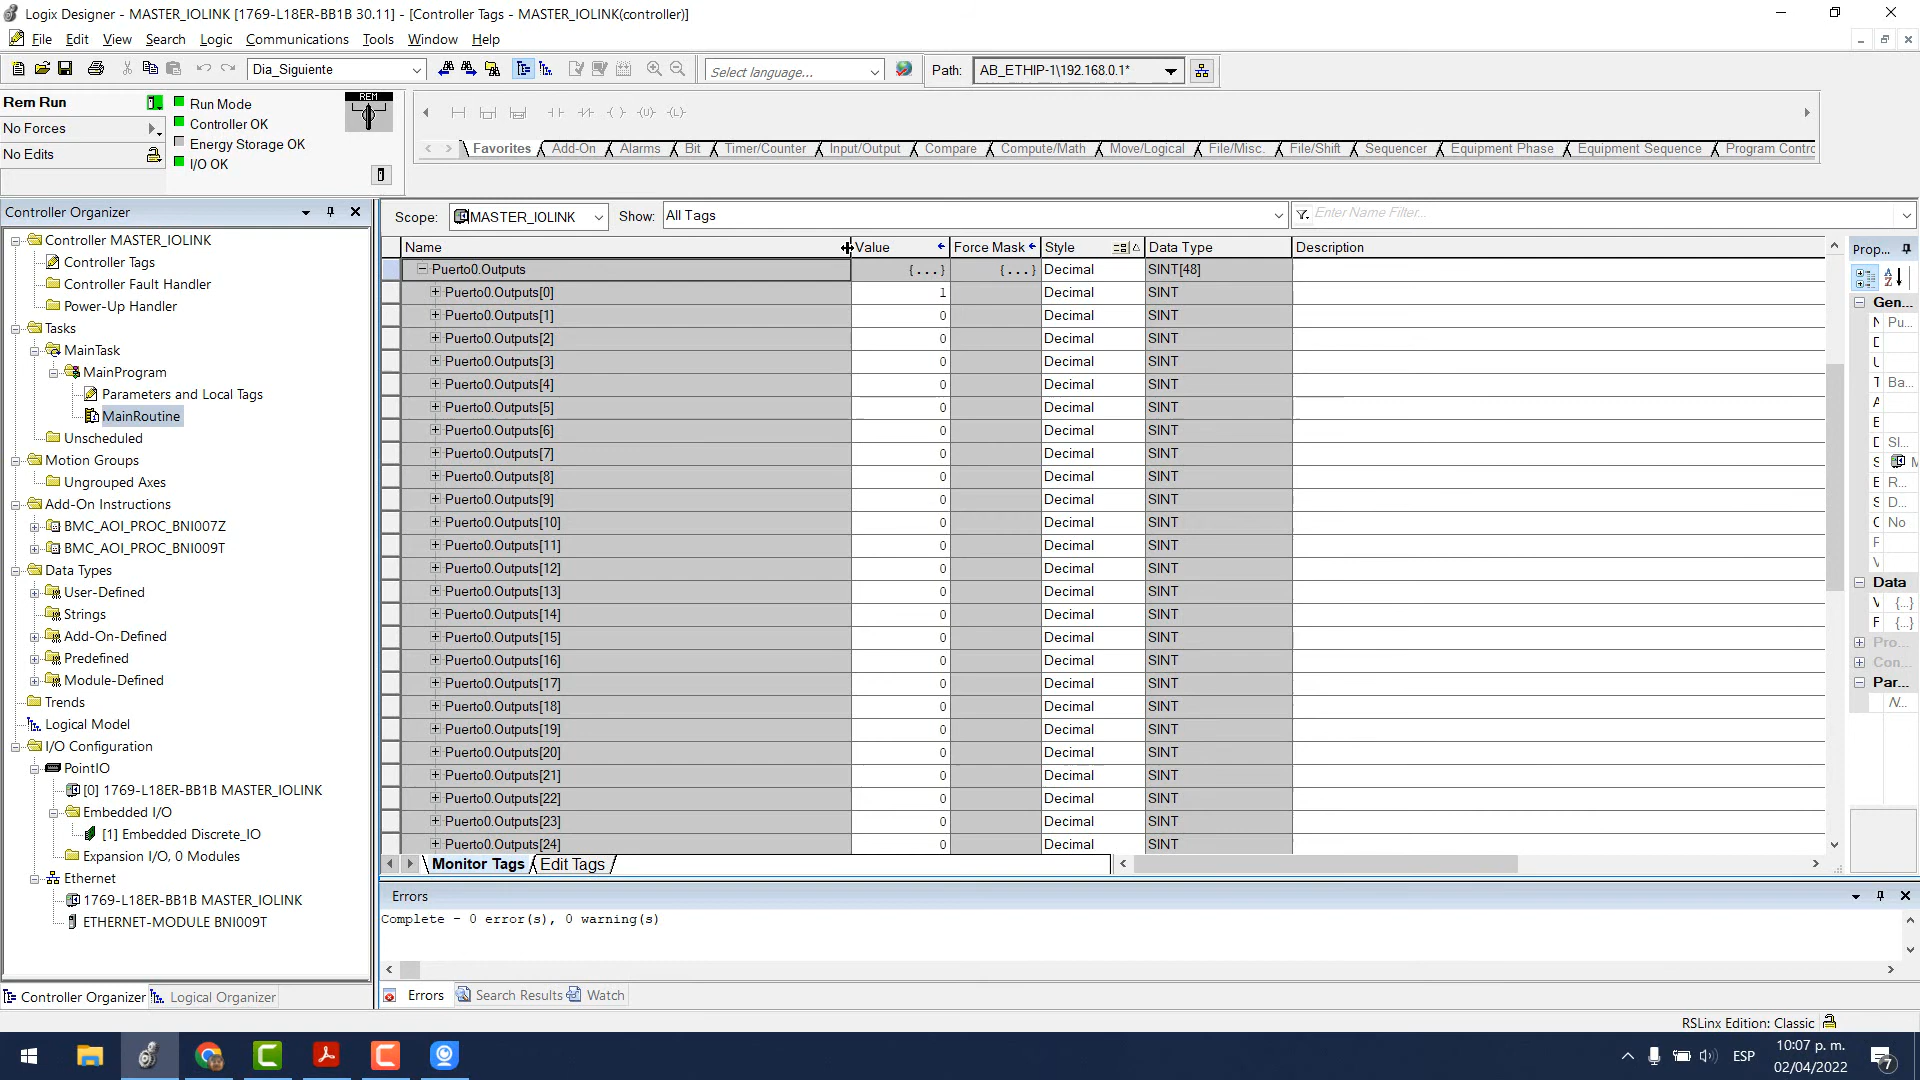 Logix Designer - MASTER_IOLINK [1769-L18ER-BB1B 30.11] - [Controller Tags - MASTER_IOLINK(controller)]
File Edit View Search Logic Communications Tools Window Help
Dia_Siguiente
Select language...
Path: AB_ETHIP-1\192.168.0.1*
Rem Run
No Forces
No Edits
Run Mode
Controller OK
Energy Storage OK
I/O OK
REM
Favorites Add-On Alarms Bit Timer/Counter Input/Output Compare Compute/Math Move/Logical File/Misc. File/Shift Sequencer Equipment Phase Equipment Sequence Program Contrc
Controller Organizer
Controller MASTER_IOLINK
Controller Tags
Controller Fault Handler
Power-Up Handler
Tasks
MainTask
MainProgram
Parameters and Local Tags
MainRoutine
Unscheduled
Motion Groups
Ungrouped Axes
Add-On Instructions
BMC_AOI_PROC_BNI007Z
BMC_AOI_PROC_BNI009T
Data Types
User-Defined
Strings
Add-On-Defined
Predefined
Module-Defined
Trends
Logical Model
I/O Configuration
PointIO
[0] 1769-L18ER-BB1B MASTER_IOLINK
Embedded I/O
[1] Embedded Discrete_IO
Expansion I/O, 0 Modules
Ethernet
1769-L18ER-BB1B MASTER_IOLINK
ETHERNET-MODULE BNI009T
Controller Organizer Logical Organizer
Scope: MASTER_IOLINK Show: All Tags Enter Name Filter...
Name Value Force Mask Style Data Type Description
Puerto0.Outputs {...} {...} Decimal SINT[48]
Puerto0.Outputs[0] 1 Decimal SINT
Puerto0.Outputs[1] 0 Decimal SINT
Puerto0.Outputs[2] 0 Decimal SINT
Puerto0.Outputs[3] 0 Decimal SINT
Puerto0.Outputs[4] 0 Decimal SINT
Puerto0.Outputs[5] 0 Decimal SINT
Puerto0.Outputs[6] 0 Decimal SINT
Puerto0.Outputs[7] 0 Decimal SINT
Puerto0.Outputs[8] 0 Decimal SINT
Puerto0.Outputs[9] 0 Decimal SINT
Puerto0.Outputs[10] 0 Decimal SINT
Puerto0.Outputs[11] 0 Decimal SINT
Puerto0.Outputs[12] 0 Decimal SINT
Puerto0.Outputs[13] 0 Decimal SINT
Puerto0.Outputs[14] 0 Decimal SINT
Puerto0.Outputs[15] 0 Decimal SINT
Puerto0.Outputs[16] 0 Decimal SINT
Puerto0.Outputs[17] 0 Decimal SINT
Puerto0.Outputs[18] 0 Decimal SINT
Puerto0.Outputs[19] 0 Decimal SINT
Puerto0.Outputs[20] 0 Decimal SINT
Puerto0.Outputs[21] 0 Decimal SINT
Puerto0.Outputs[22] 0 Decimal SINT
Puerto0.Outputs[23] 0 Decimal SINT
Puerto0.Outputs[24] 0 Decimal SINT
Monitor Tags Edit Tags
Prop...
Gen...
N Pu...
D
U
T Ba...
A
E
D Sl...
S
E R...
S D...
C No
F
V
Data
V {...}
F {...}
Pro...
Con...
Par...
N...
Errors
Complete - 0 error(s), 0 warning(s)
Errors Search Results Watch
RSLinx Edition: Classic
ESP
10:07 p. m.
02/04/2022
7